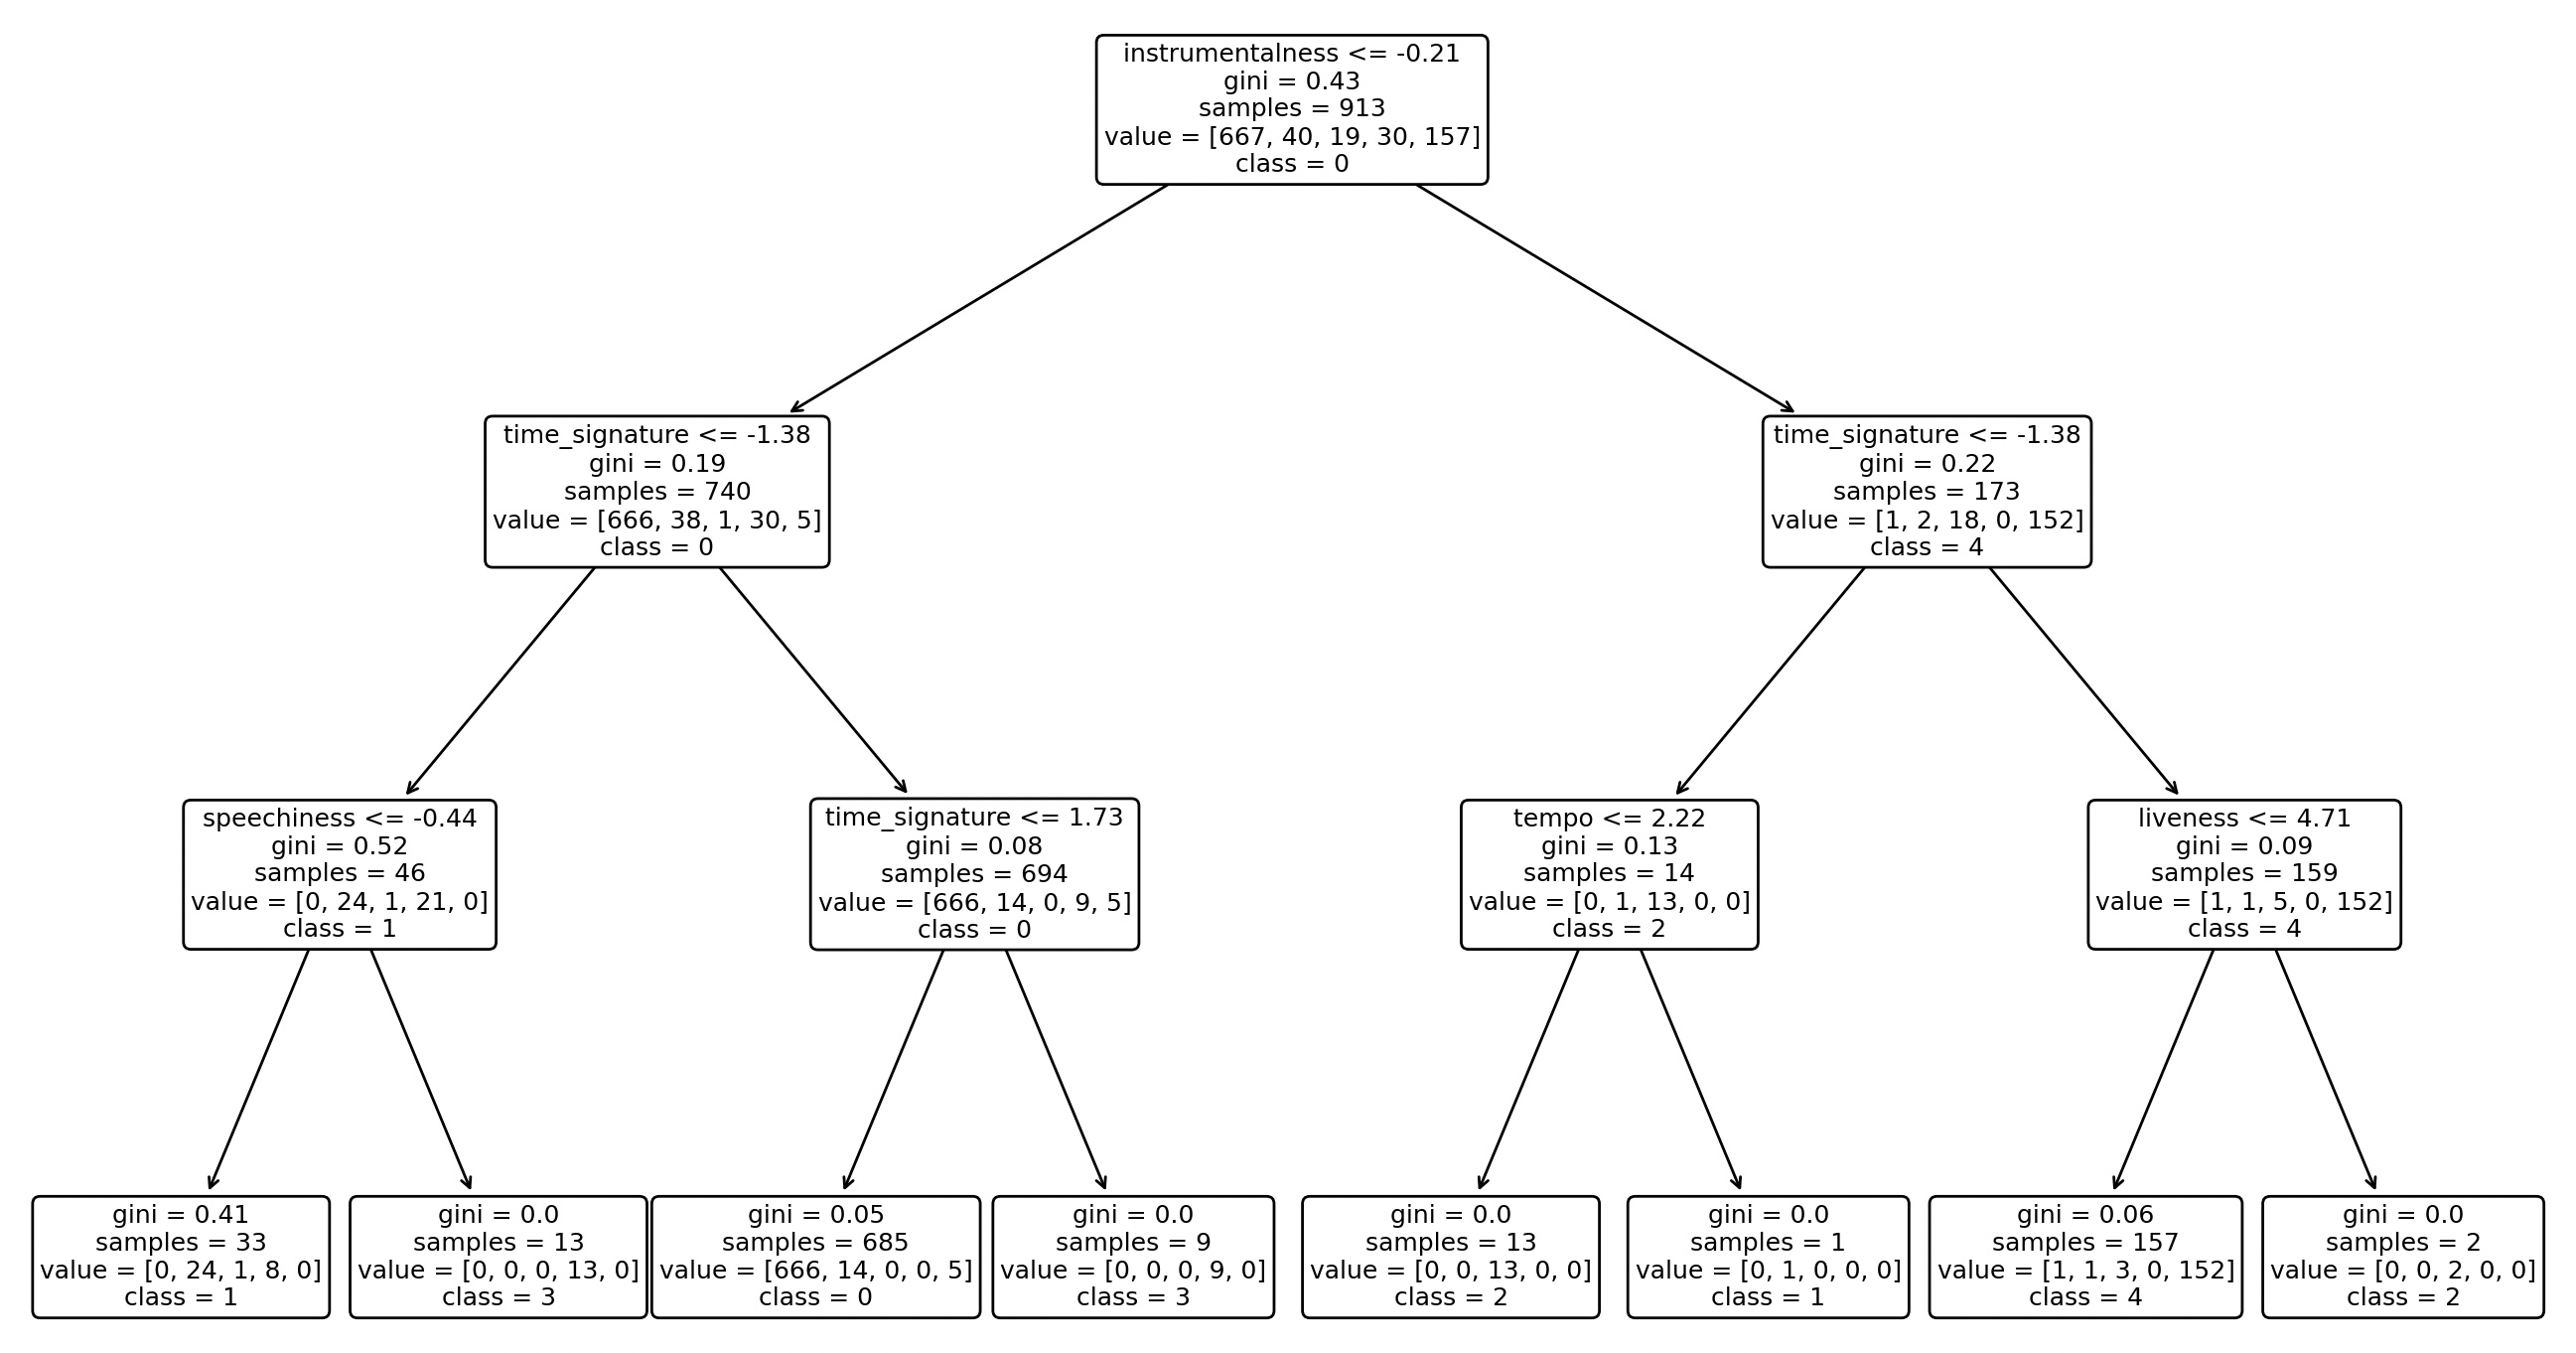 instrumentalness <= -0.21
gini = 0.43
samples = 913
value = [667, 40, 19, 30, 157]
class = 0
time_signature <= -1.38
gini = 0.19
samples = 740
value = [666, 38, 1, 30, 5]
class = 0
time_signature <= -1.38
gini = 0.22
samples = 173
value = [1, 2, 18, 0, 152]
class = 4
speechiness <= -0.44
gini = 0.52
samples = 46
value = [0, 24, 1, 21, 0]
class = 1
time_signature <= 1.73
gini = 0.08
samples = 694
value = [666, 14, 0, 9, 5]
class = 0
tempo <= 2.22
gini = 0.13
samples = 14
value = [0, 1, 13, 0, 0]
class = 2
liveness <= 4.71
gini = 0.09
samples = 159
value = [1, 1, 5, 0, 152]
class = 4
gini = 0.41
samples = 33
value = [0, 24, 1, 8, 0]
class = 1
gini = 0.0
samples = 13
value = [0, 0, 0, 13, 0]
class = 3
gini = 0.05
samples = 685
value = [666, 14, 0, 0, 5]
class = 0
gini = 0.0
samples = 9
value = [0, 0, 0, 9, 0]
class = 3
gini = 0.0
samples = 13
value = [0, 0, 13, 0, 0]
class = 2
gini = 0.0
samples = 1
value = [0, 1, 0, 0, 0]
class = 1
gini = 0.06
samples = 157
value = [1, 1, 3, 0, 152]
class = 4
gini = 0.0
samples = 2
value = [0, 0, 2, 0, 0]
class = 2